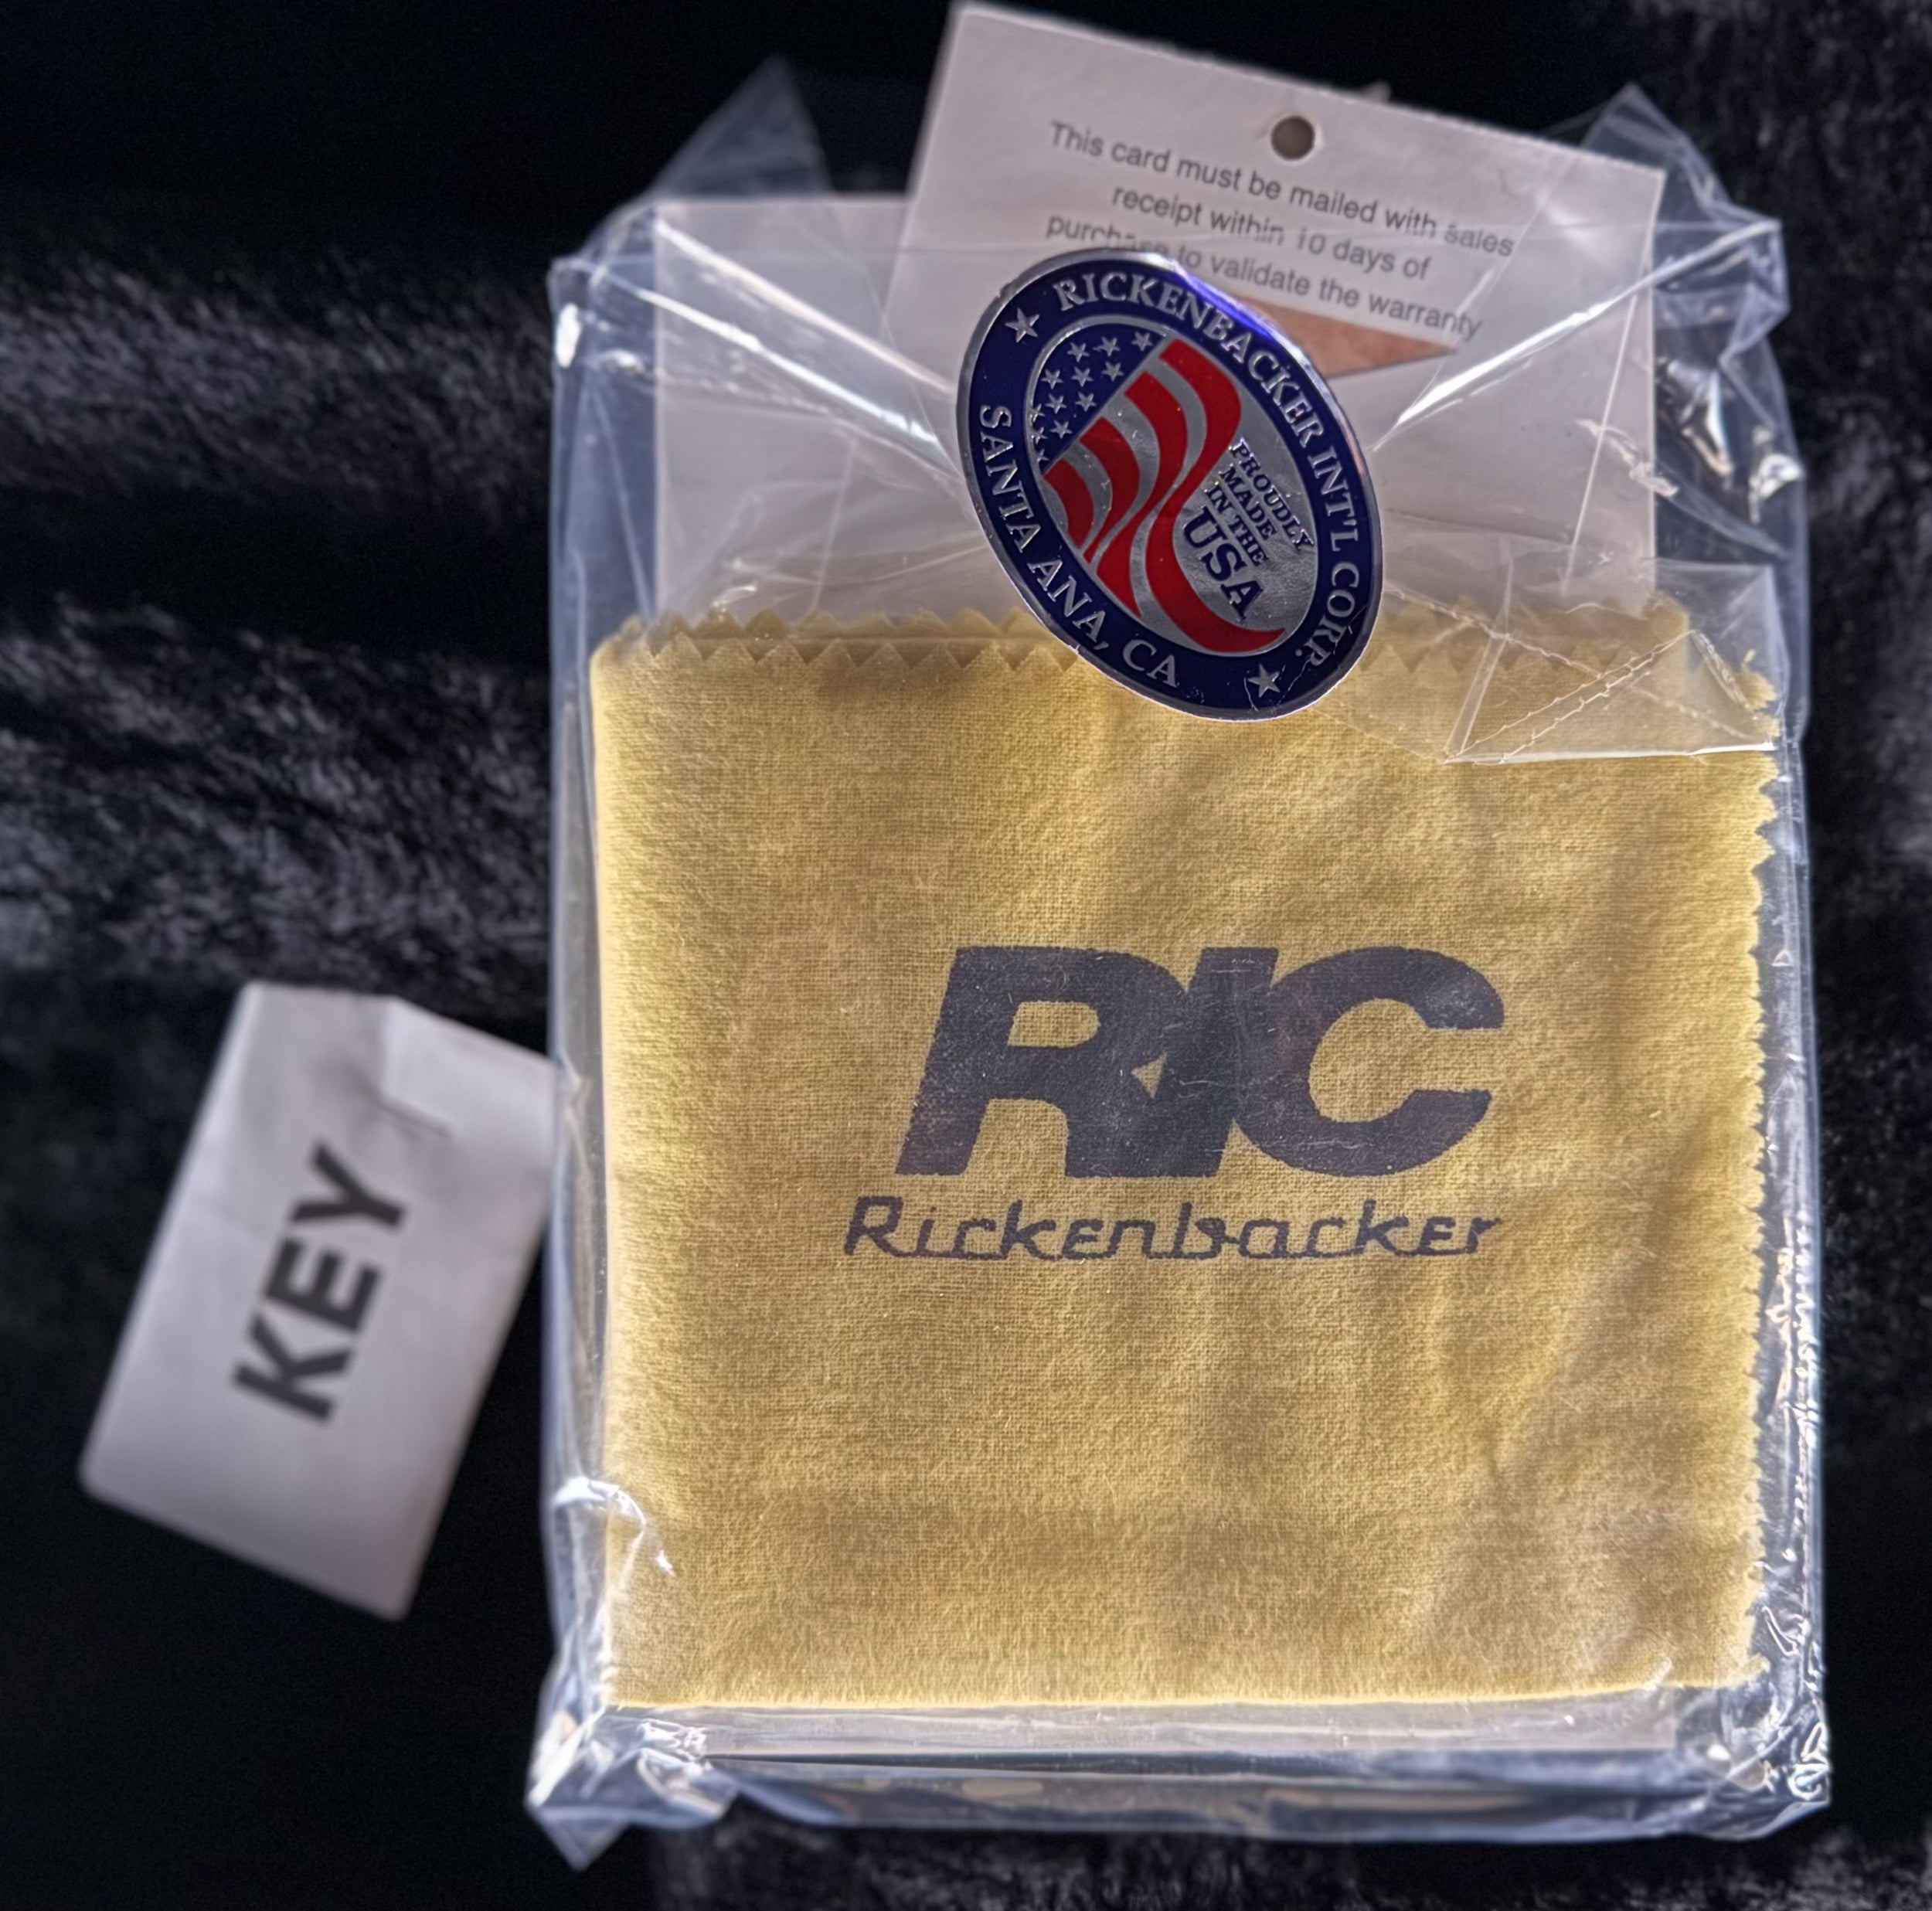 This card must be mailed with sales
receipt within 10 days of
purchase to validate the warranty
RICKENBACKER INT'L CORP.
SANTA ANA, CA
PROUDLY
MADE
IN THE
USA
RIC
Rickenbacker
KEY